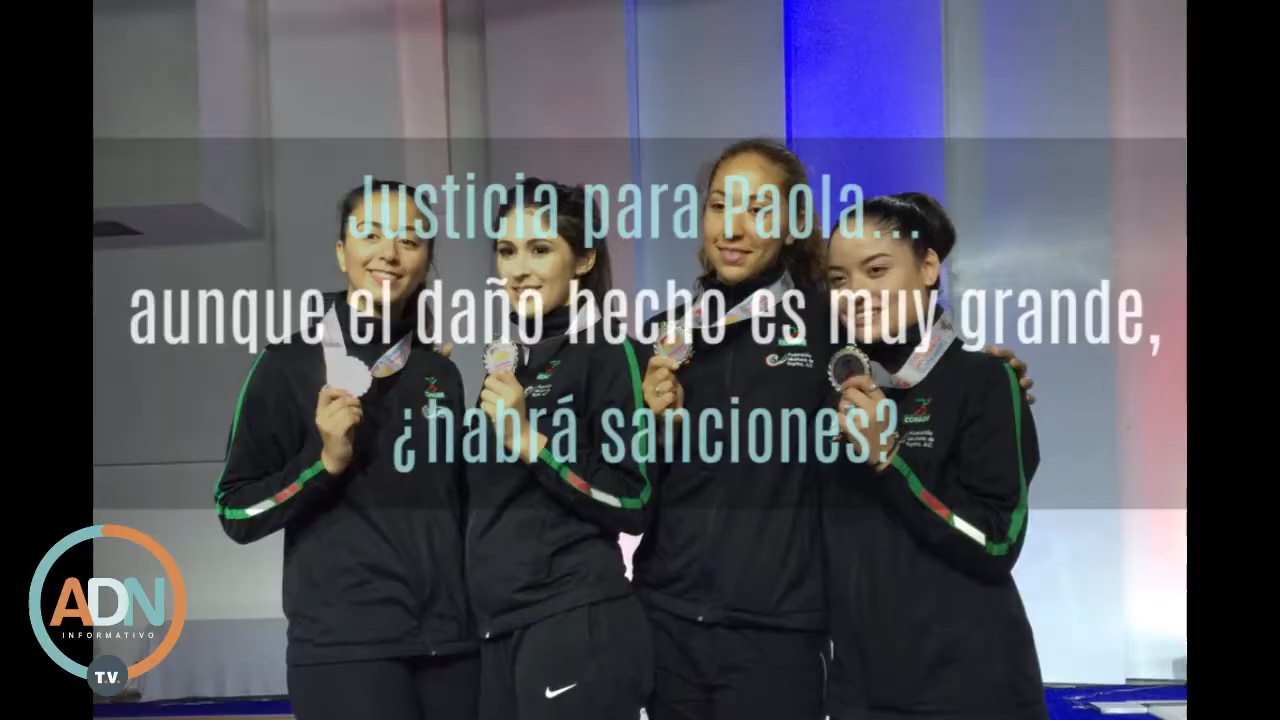 Justicia para Paola...
aunque el daño hecho es muy grande,
¿habrá sanciones?
ADN
INFORMATIVO
T.V.